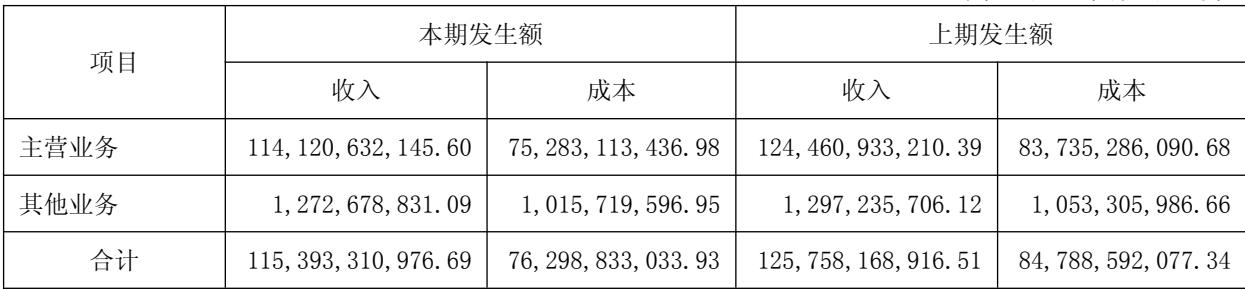 项目 本期发生额 上期发生额
收入 成本 收入 成本
主营业务 114,120,632,145.60 75,283,113,436.98 124,460,933,210.39 83,735,286,090.68
其他业务 1,272,678,831.09 1,015,719,596.95 1,297,235,706.12 1,053,305,986.66
合计 115,393,310,976.69 76,298,833,033.93 125,758,168,916.51 84,788,592,077.34